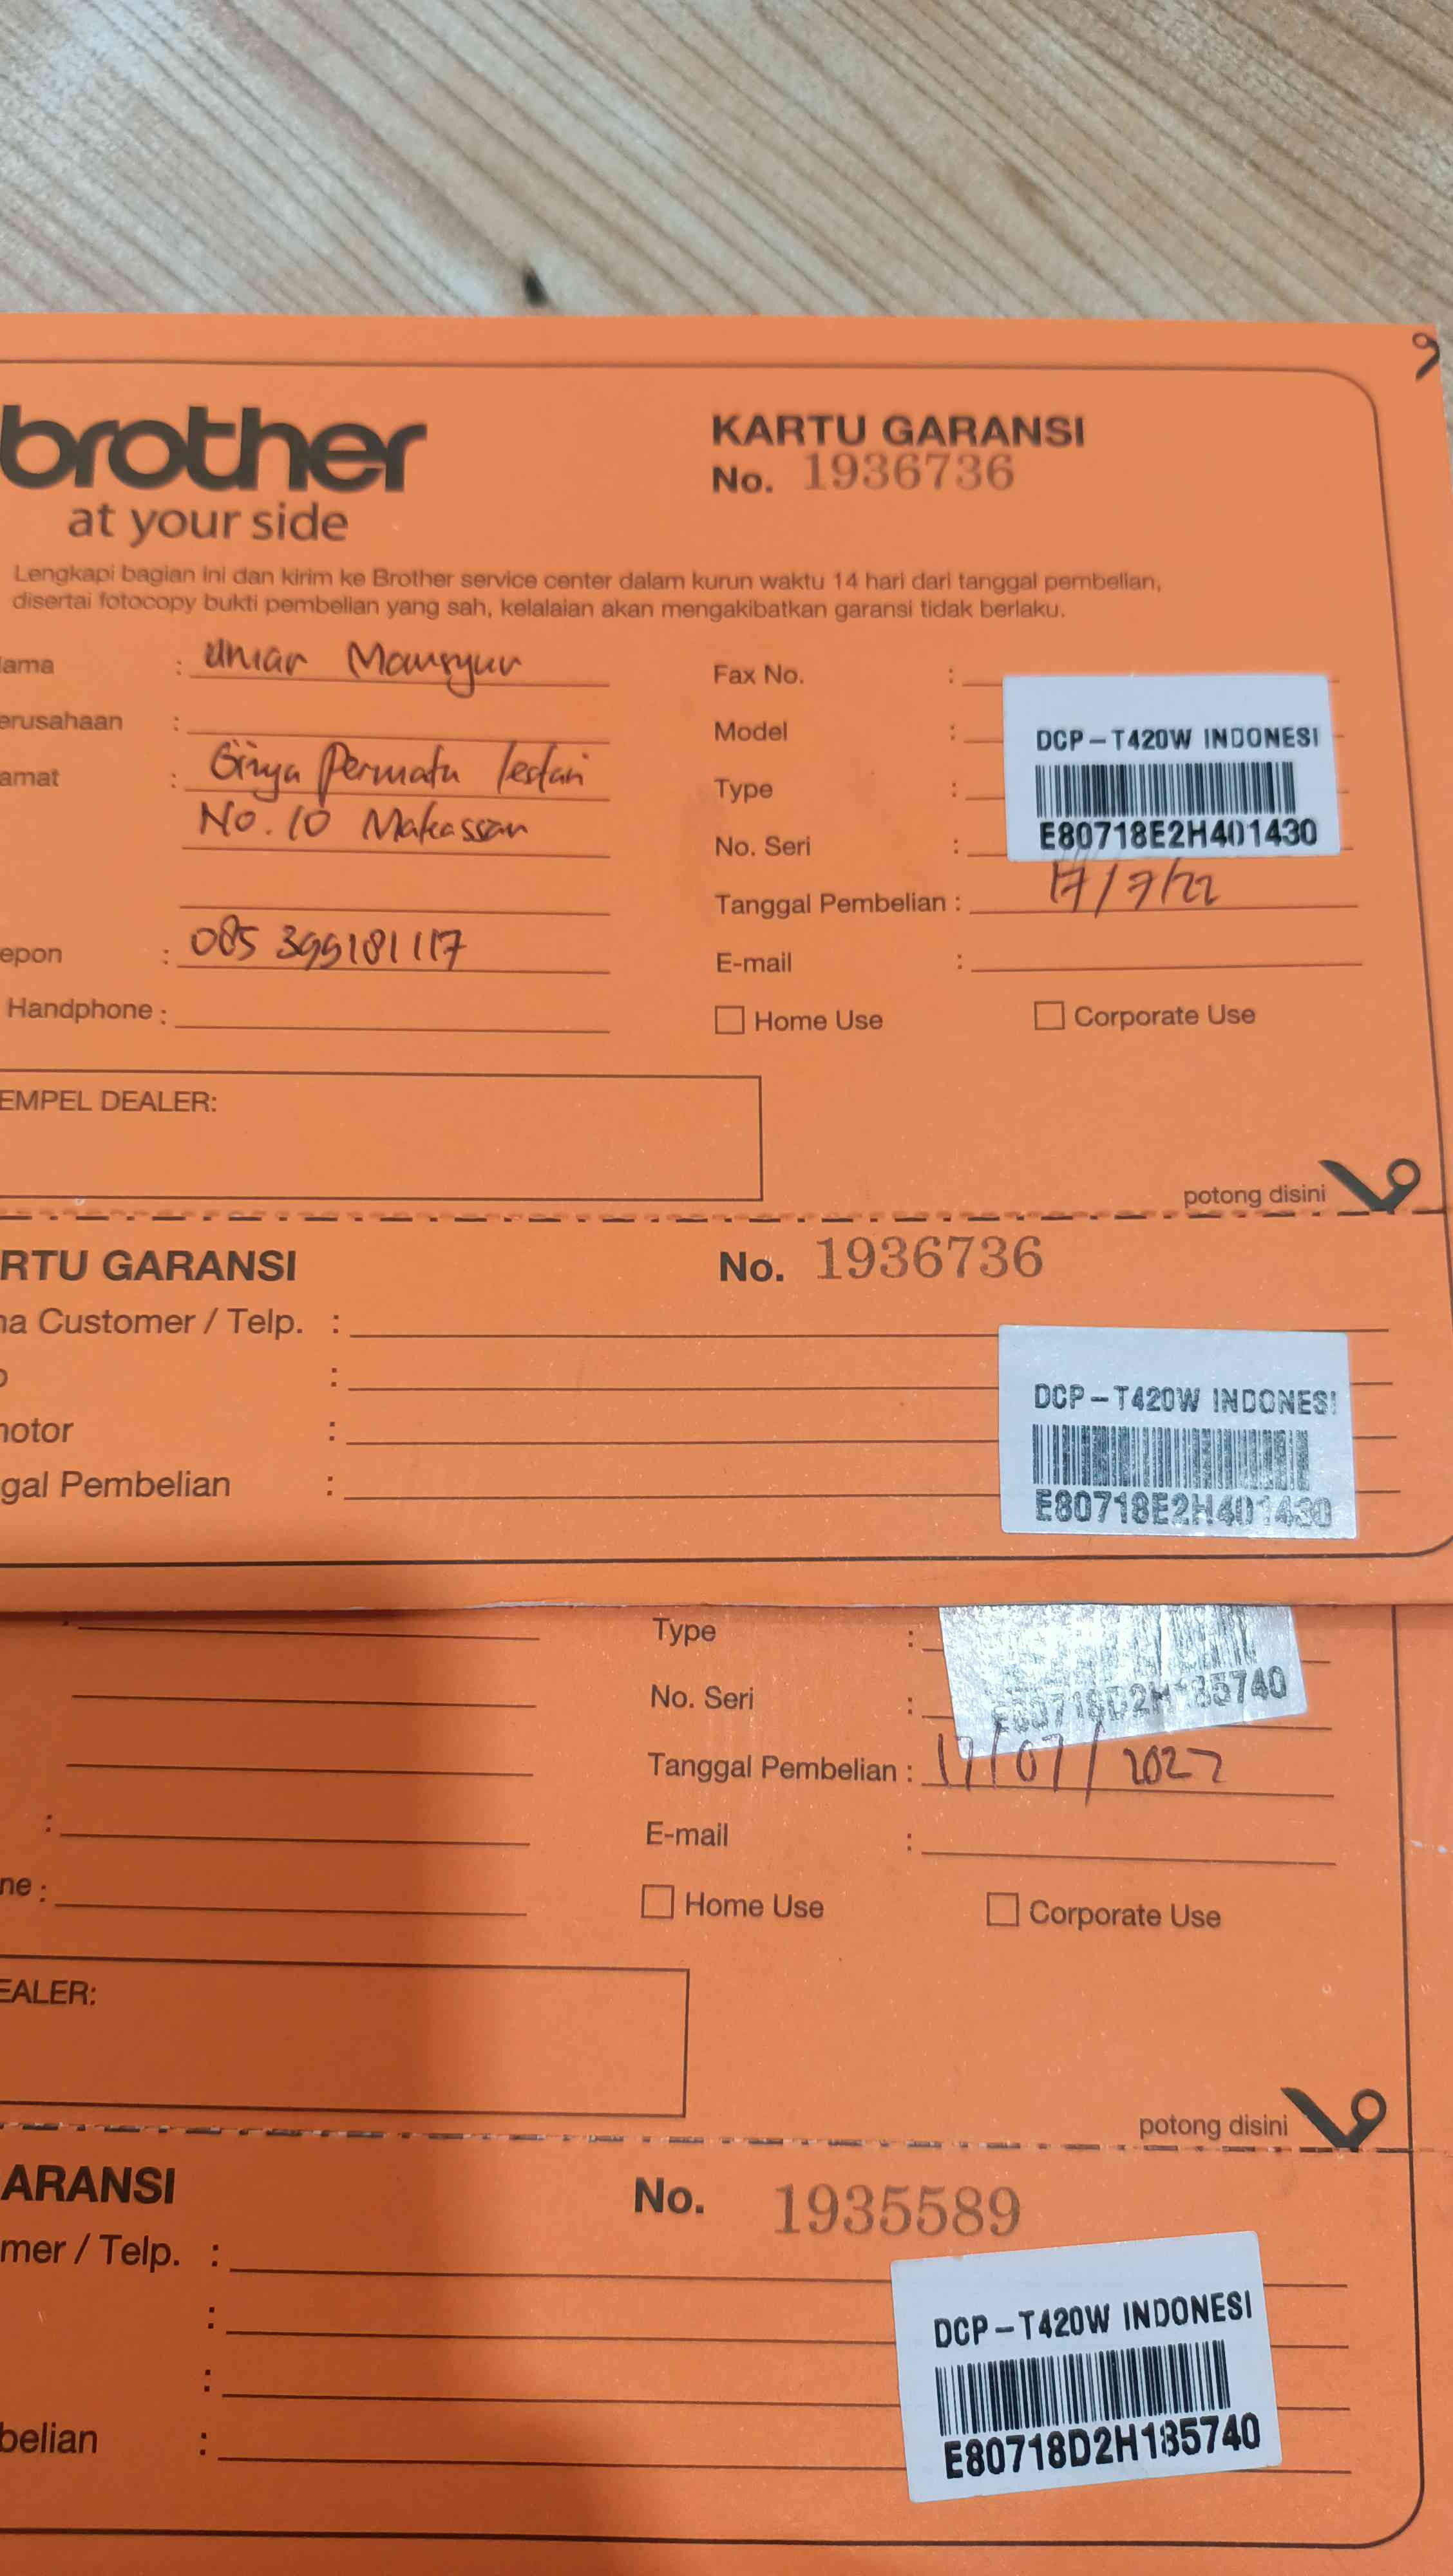 brother
at your side
KARTU GARANSI
No. 1936736
Lengkapi bagian ini dan kirim ke Brother service center dalam kurun waktu 14 hari dari tanggal pembelian,
disertai fotocopy bukti pembelian yang sah, kelalaian akan mengakibatkan garansi tidak berlaku.
ama : Umar Mansyur
erusahaan :
amat : Griya Permata lestari
No. 10 Makassar
epon : 085 399181117
Handphone :
Fax No. :
Model :
Type :
No. Seri :
DCP-T420W INDONESI
E80718E2H401430
Tanggal Pembelian : 17/7/22
E-mail :
Home Use
Corporate Use
EMPEL DEALER:
potong disini
RTU GARANSI
No. 1936736
a Customer / Telp. :
:
otor :
gal Pembelian :
DCP-T420W INDONESI
E80718E2H401430
Type :
No. Seri :
E80718D2H185740
Tanggal Pembelian : 17/07/2022
E-mail :
:
ne :
Home Use
Corporate Use
EALER:
potong disini
ARANSI
No. 1935589
mer / Telp. :
:
:
belian :
DCP-T420W INDONESI
E80718D2H185740